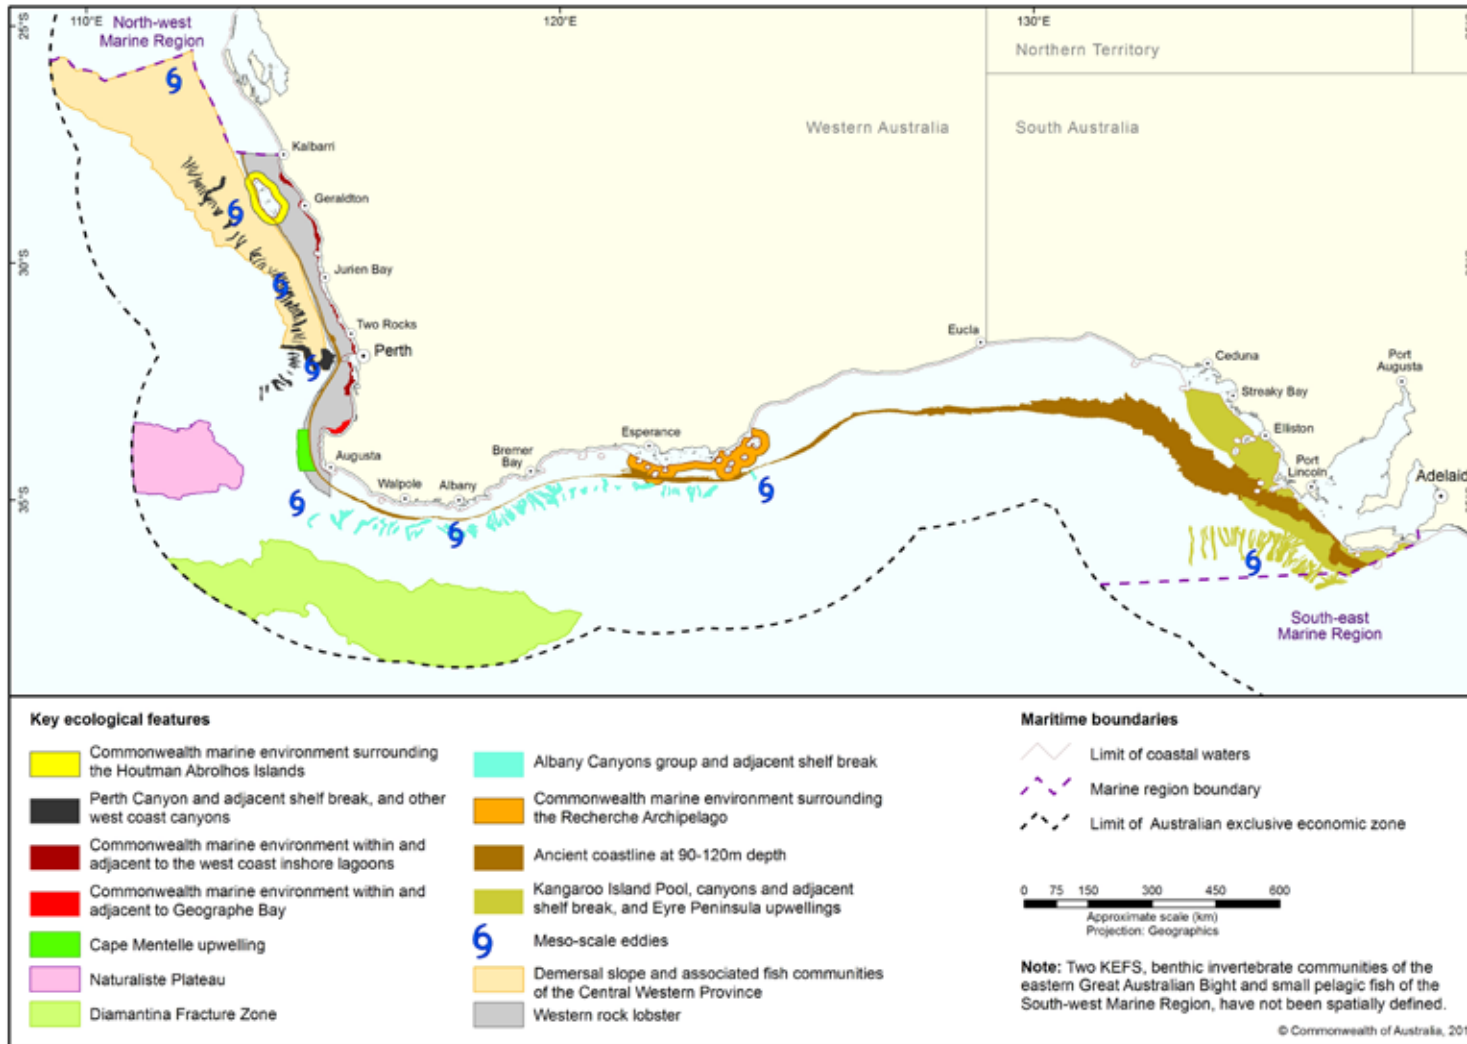 110°E
120°E
130°E
25°S
30°S
35°S
North-west
Marine Region
Northern Territory
Western Australia
South Australia
Kalbarri
Geraldton
Jurien Bay
Two Rocks
Perth
Augusta
Walpole
Albany
Bremer
Bay
Esperance
Eucla
Ceduna
Streaky Bay
Port
Augusta
Elliston
Port
Lincoln
Adelaid
South-east
Marine Region
Key ecological features
Commonwealth marine environment surrounding
the Houtman Abrolhos Islands
Perth Canyon and adjacent shelf break, and other
west coast canyons
Commonwealth marine environment within and
adjacent to the west coast inshore lagoons
Commonwealth marine environment within and
adjacent to Geographe Bay
Cape Mentelle upwelling
Naturaliste Plateau
Diamantina Fracture Zone
Albany Canyons group and adjacent shelf break
Commonwealth marine environment surrounding
the Recherche Archipelago
Ancient coastline at 90-120m depth
Kangaroo Island Pool, canyons and adjacent
shelf break, and Eyre Peninsula upwellings
Meso-scale eddies
Demersal slope and associated fish communities
of the Central Western Province
Western rock lobster
Maritime boundaries
Limit of coastal waters
Marine region boundary
Limit of Australian exclusive economic zone
0 75 150 300 450 600
Approximate scale (km)
Projection: Geographics
Note: Two KEFS, benthic invertebrate communities of the
eastern Great Australian Bight and small pelagic fish of the
South-west Marine Region, have not been spatially defined.
© Commonwealth of Australia, 201